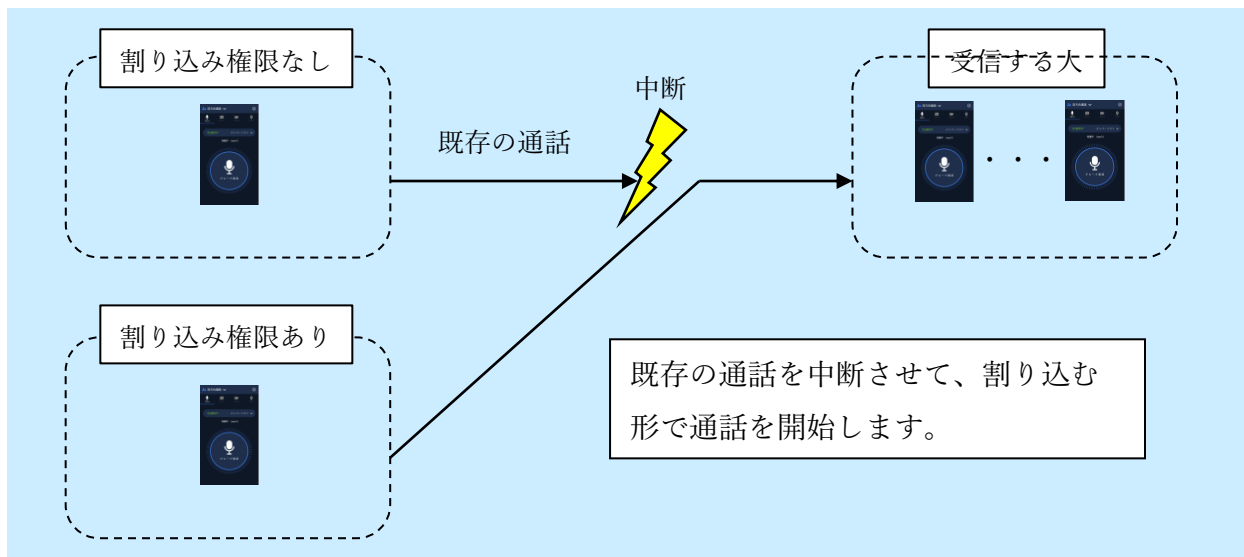 割り込み権限なし
受信する人
中断
既存の通話
・・・
割り込み権限あり
既存の通話を中断させて、割り込む
形で通話を開始します。